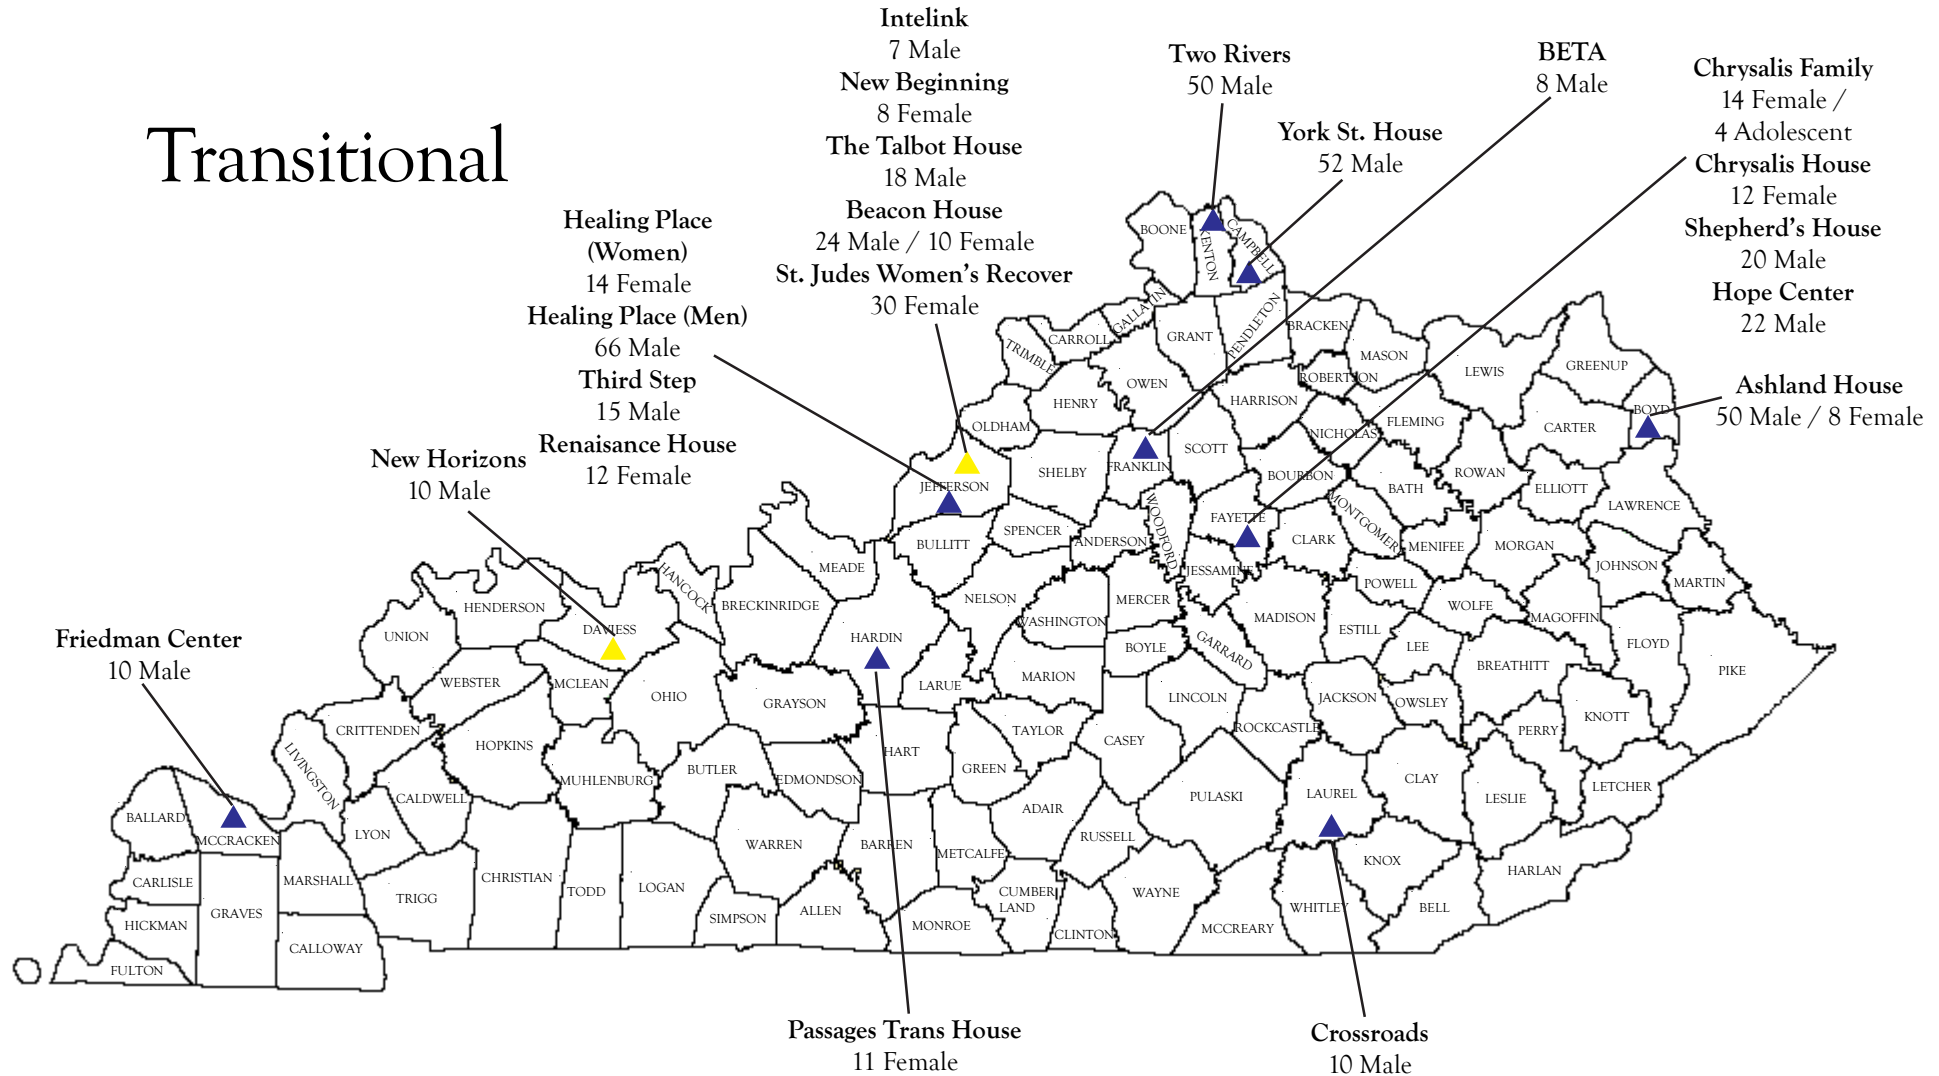 Transitional
Intelink
7 Male
New Beginning
8 Female
The Talbot House
18 Male
Beacon House
24 Male / 10 Female
St. Judes Women's Recover
30 Female
Two Rivers
50 Male
York St. House
52 Male
BETA
8 Male
Chrysalis Family
14 Female /
4 Adolescent
Chrysalis House
12 Female
Shepherd's House
20 Male
Hope Center
22 Male
Ashland House
50 Male / 8 Female
Healing Place
(Women)
14 Female
Healing Place (Men)
66 Male
Third Step
15 Male
Renaisance House
12 Female
New Horizons
10 Male
Friedman Center
10 Male
Passages Trans House
11 Female
Crossroads
10 Male
BOONE
KENTON
CAMPBELL
GALLATIN
GRANT
PENDLETON
BRACKEN
CARROLL
TRIMBLE
MASON
ROBERTSON
LEWIS
GREENUP
OWEN
HENRY
HARRISON
OLDHAM
NICHOLAS
FLEMING
CARTER
BOYD
SCOTT
FRANKLIN
SHELBY
JEFFERSON
BOURBON
BATH
ROWAN
ELLIOTT
LAWRENCE
WOODFORD
FAYETTE
MONTGOMERY
SPENCER
ANDERSON
CLARK
MENIFEE
MORGAN
BULLITT
JOHNSON
MARTIN
MEADE
JESSAMINE
POWELL
HANCOCK
BRECKINRIDGE
NELSON
MERCER
WOLFE
MAGOFFIN
HENDERSON
WASHINGTON
MADISON
ESTILL
UNION
DAVIESS
HARDIN
BOYLE
GARRARD
LEE
BREATHITT
FLOYD
PIKE
WEBSTER
MCLEAN
OHIO
LARUE
MARION
LINCOLN
JACKSON
OWSLEY
GRAYSON
KNOTT
CRITTENDEN
HOPKINS
TAYLOR
CASEY
ROCKCASTLE
PERRY
HART
LIVINGSTON
MUHLENBURG
BUTLER
EDMONDSON
GREEN
CLAY
LETCHER
CALDWELL
PULASKI
LAUREL
LESLIE
ADAIR
BALLARD
MCCRACKEN
LYON
RUSSELL
WARREN
BARREN
METCALFE
KNOX
HARLAN
CARLISLE
MARSHALL
CHRISTIAN
TODD
LOGAN
TRIGG
CUMBER
LAND
WAYNE
WHITLEY
BELL
HICKMAN
GRAVES
SIMPSON
ALLEN
MONROE
CLINTON
MCCREARY
CALLOWAY
FULTON